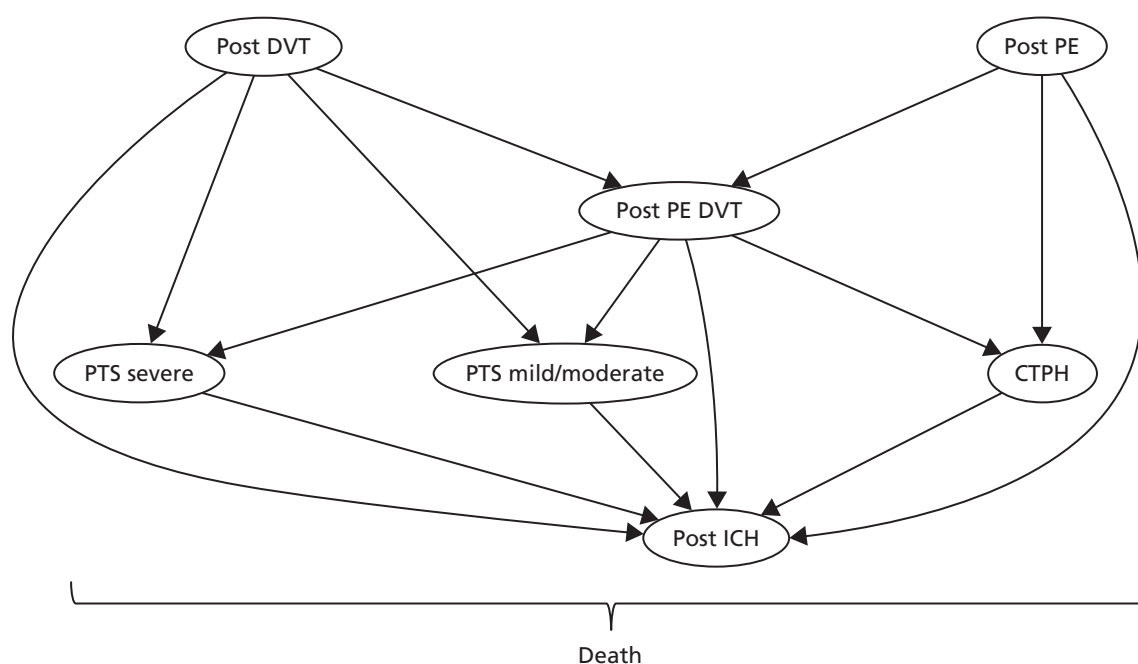 Post DVT
Post PE
Post PE DVT
PTS severe
PTS mild/moderate
CTPH
Post ICH
Death